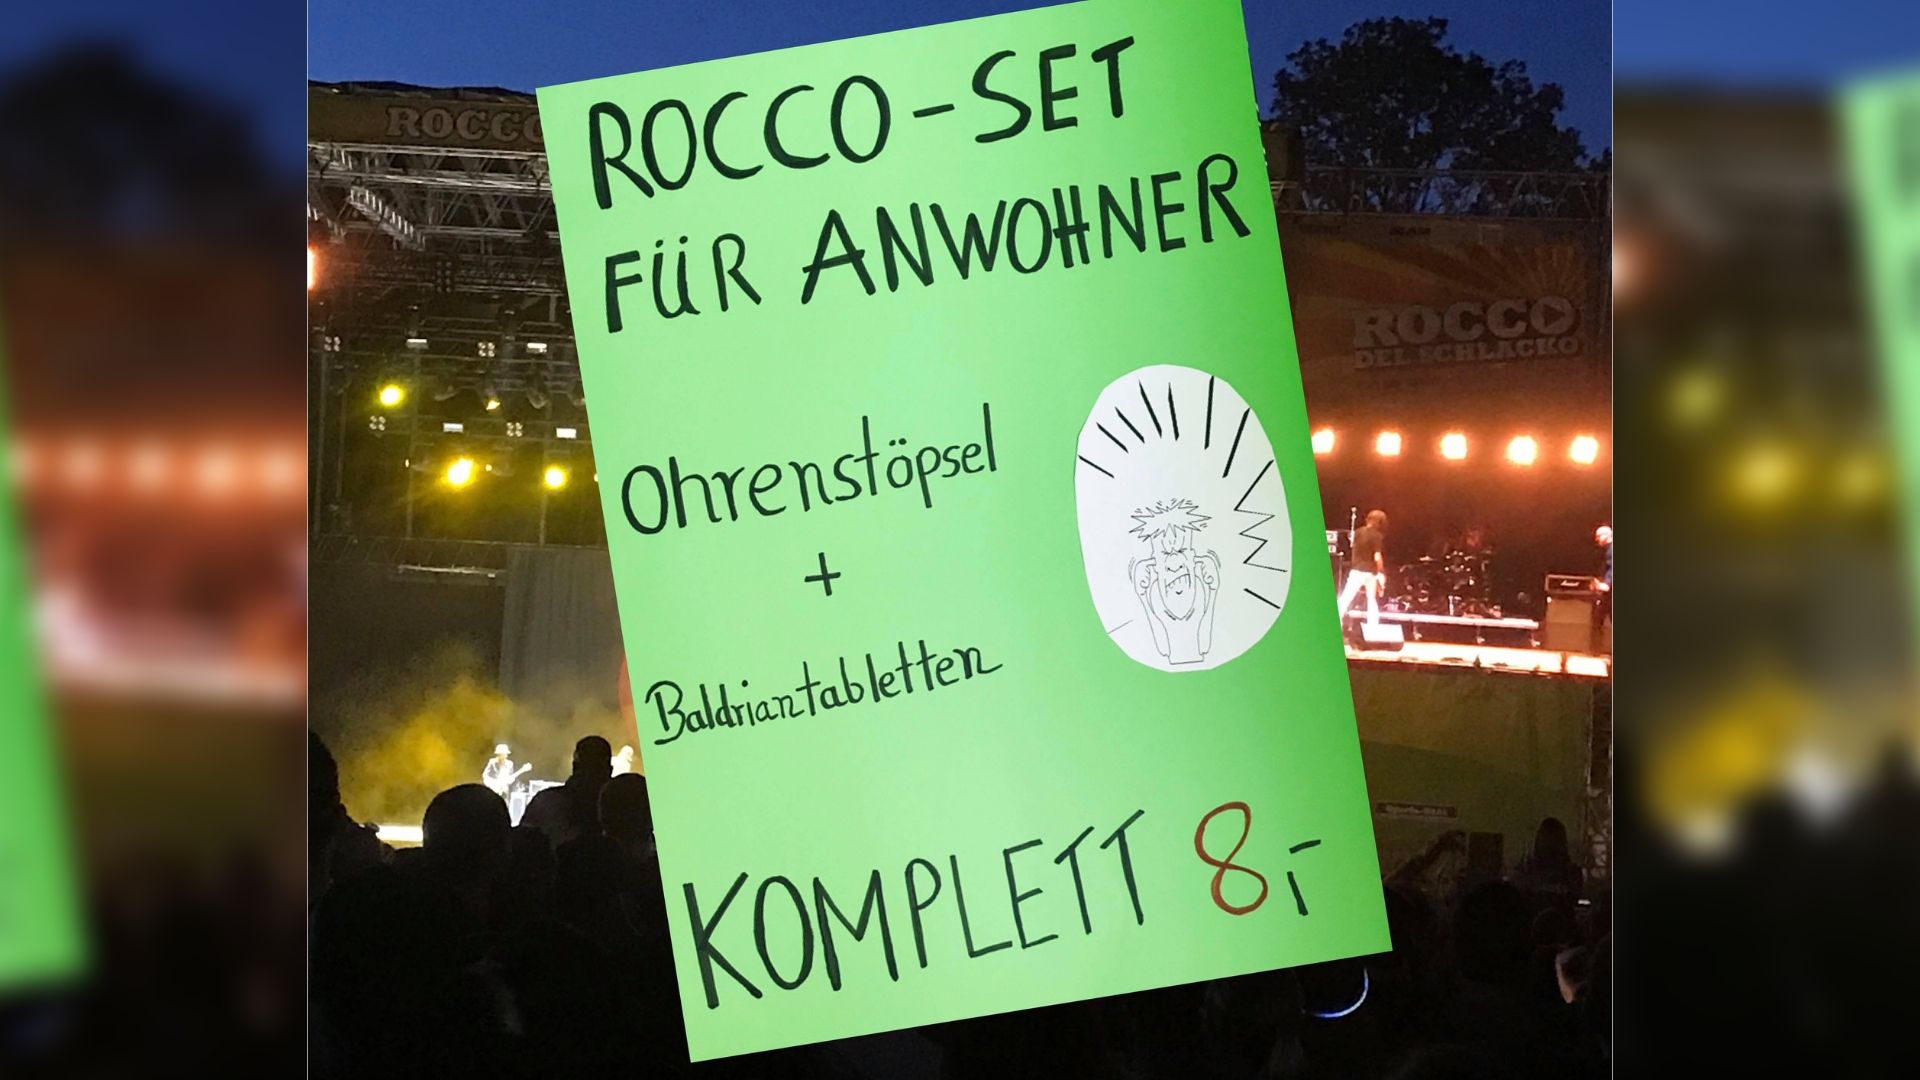 ROCCO-SET
FÜR ANWOHNER
Ohrenstöpsel
+
Baldriantabletten
KOMPLETT 8,-
ROCCO
ROCCO
DEL SCHLACKO